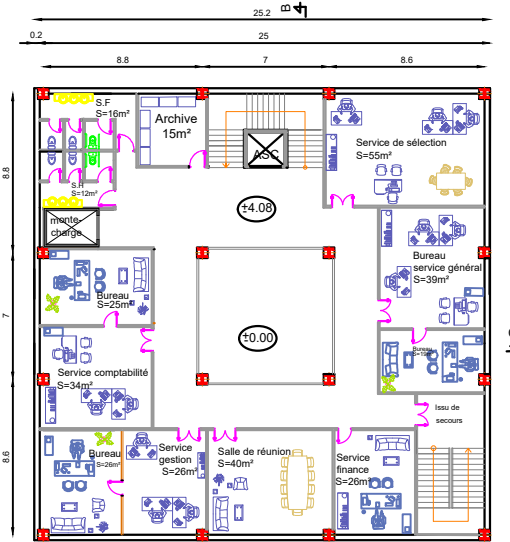 B
25.2
0.2
25
8.8
7
8.6
S.F
S=16m²
Archive
15m²
ASC
Service de sélection
S=55m²
8.8
S.H
S=12m²
monte-
charge
±4.08
Bureau
service général
S=39m²
Bureau
S=25m²
7
±0.00
Bureau
S=19m²
Service comptabilité
S=34m²
Issu de
secours
8.6
Bureau
S=26m²
Service
gestion
S=26m²
Salle de réunion
S=40m²
Service
finance
S=26m²